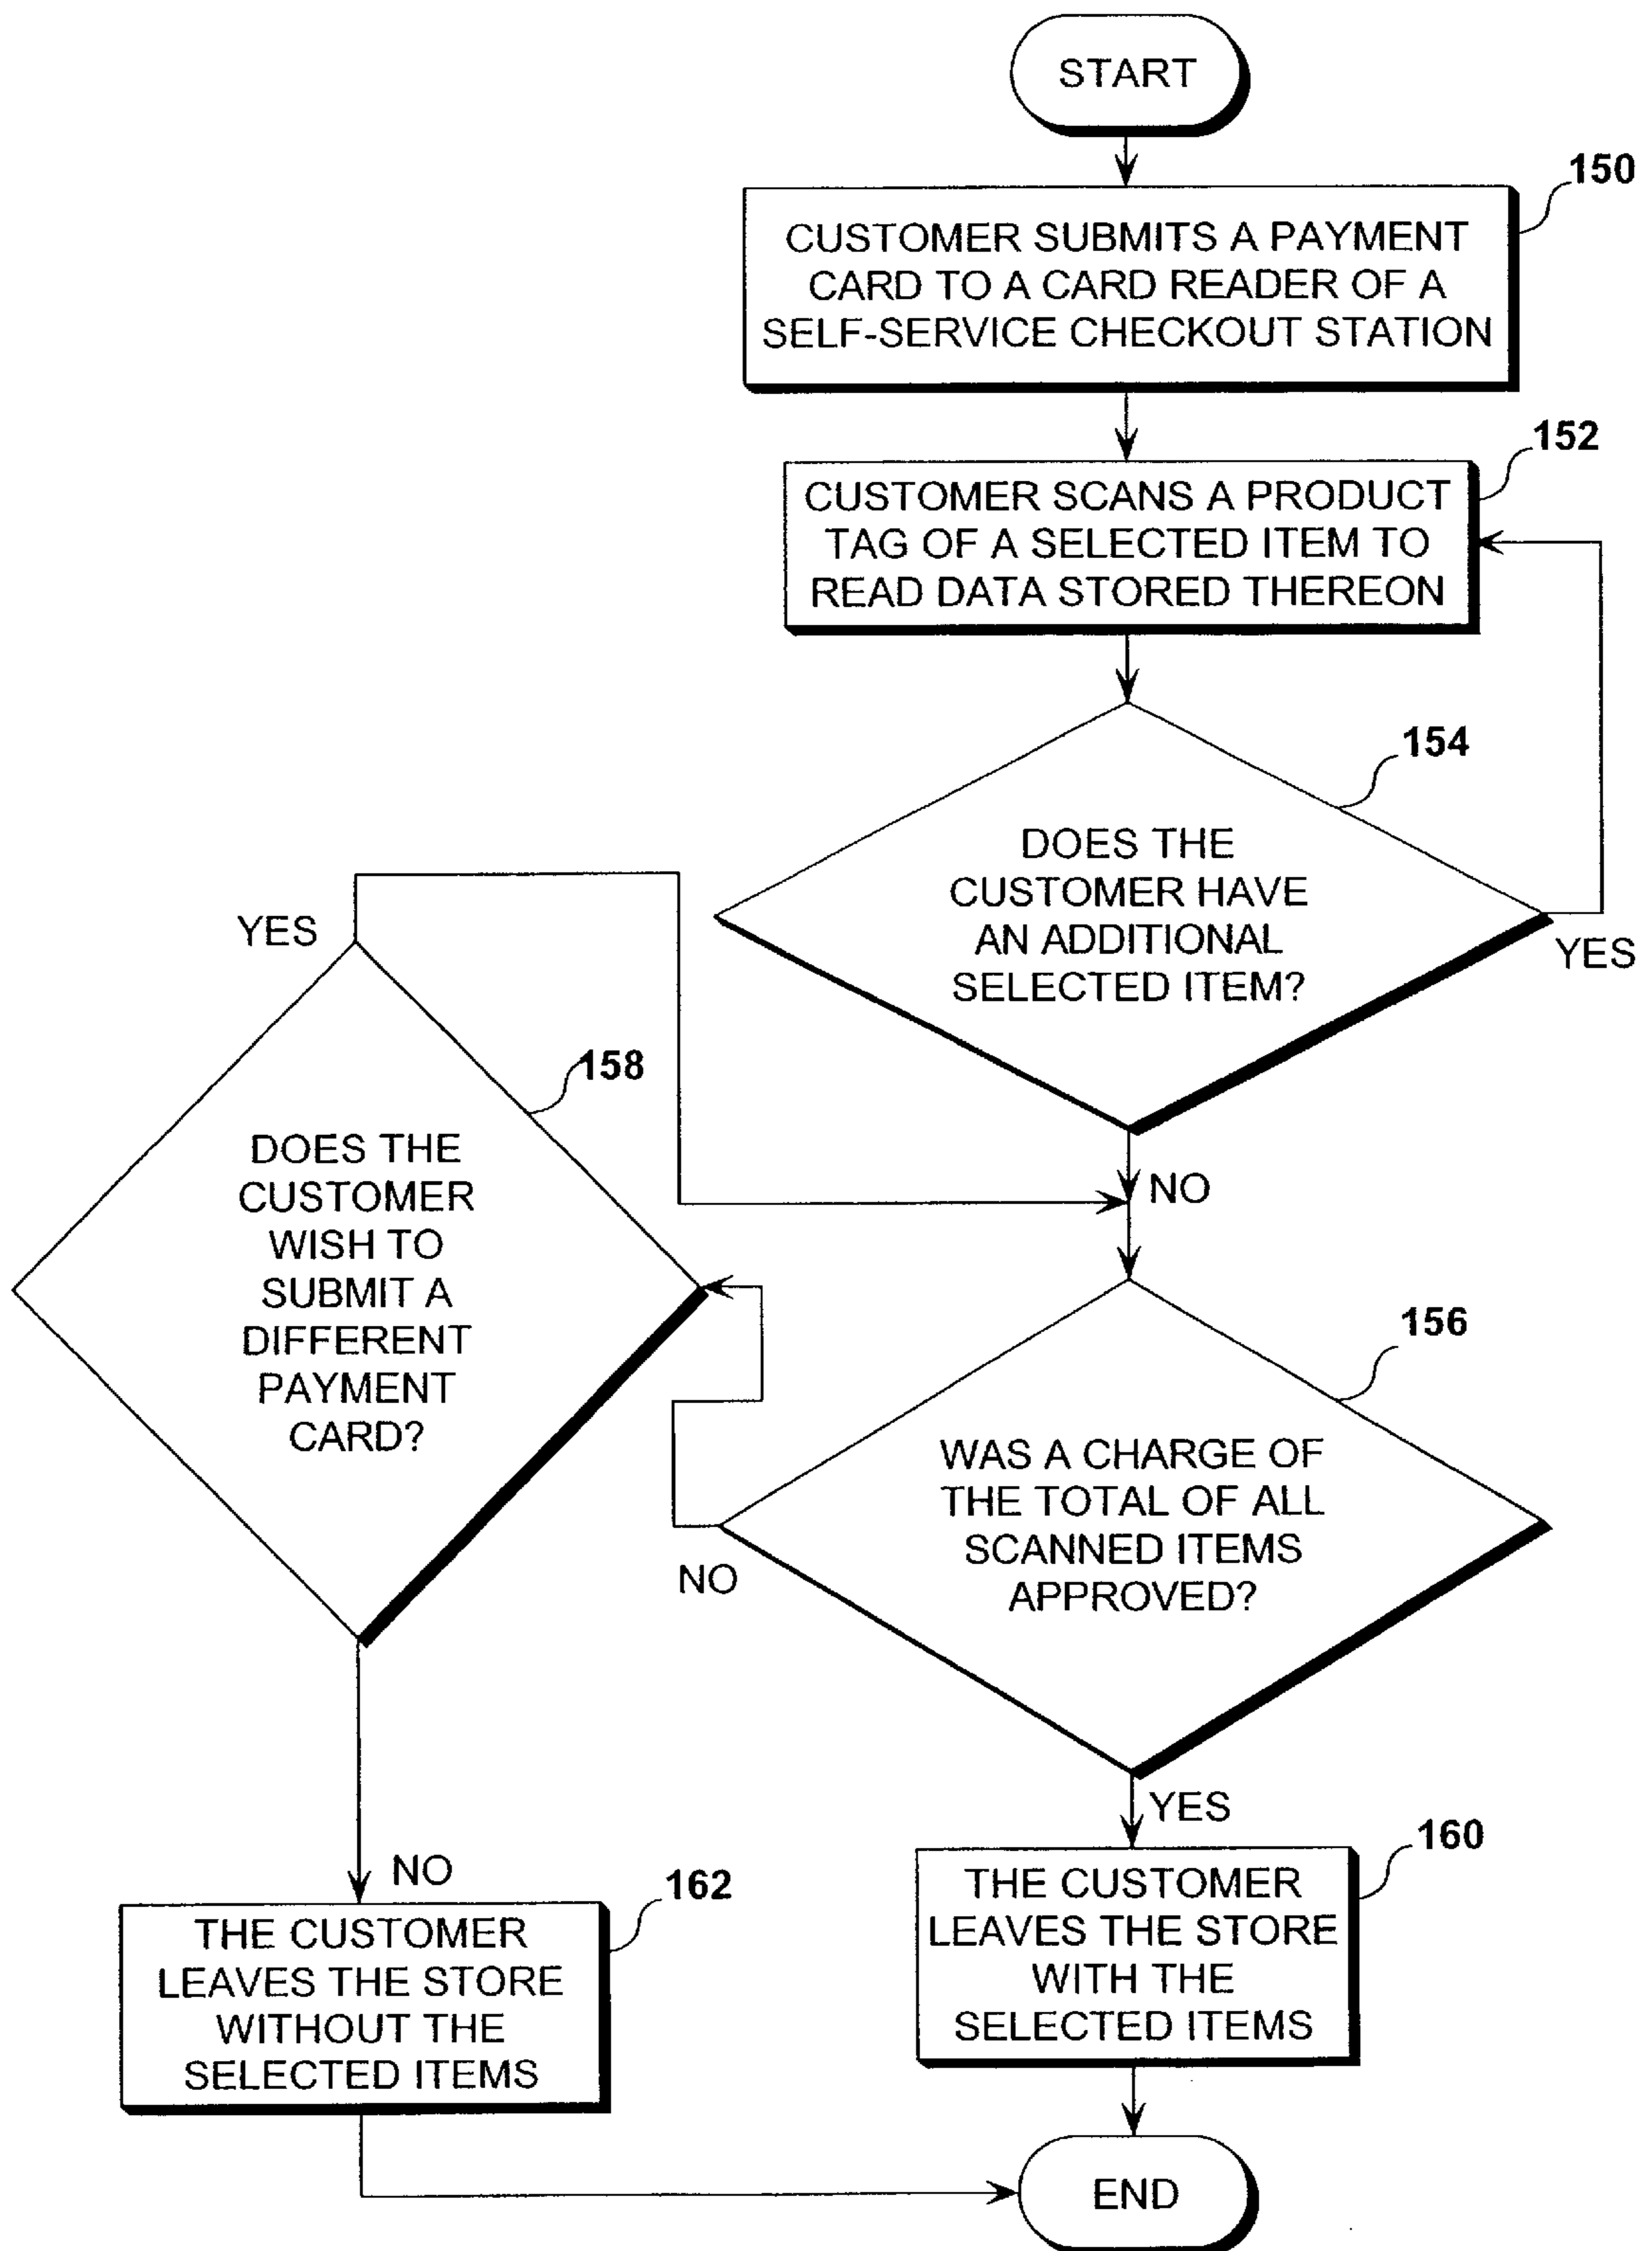 START
150
CUSTOMER SUBMITS A PAYMENT
CARD TO A CARD READER OF A
SELF-SERVICE CHECKOUT STATION
152
CUSTOMER SCANS A PRODUCT
TAG OF A SELECTED ITEM TO
READ DATA STORED THEREON
154
DOES THE
CUSTOMER HAVE
AN ADDITIONAL
SELECTED ITEM?
YES
NO
YES
158
DOES THE
CUSTOMER
WISH TO
SUBMIT A
DIFFERENT
PAYMENT
CARD?
156
WAS A CHARGE OF
THE TOTAL OF ALL
SCANNED ITEMS
APPROVED?
NO
YES
NO
162
THE CUSTOMER
LEAVES THE STORE
WITHOUT THE
SELECTED ITEMS
160
THE CUSTOMER
LEAVES THE STORE
WITH THE
SELECTED ITEMS
END